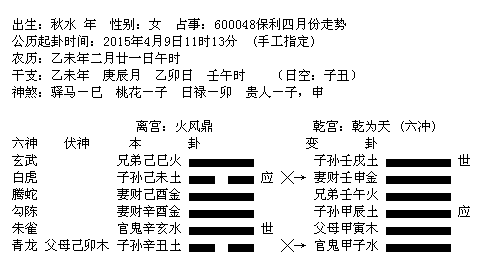 出生：秋水 年 性别：女 占事：600048保利四月份走势
公历起卦时间：2015年4月9日11时13分 (手工指定)
农历：乙未年二月廿一日午时
干支：乙未年 庚辰月 乙卯日 壬午时 （日空：子丑）
神煞：驿马—巳 桃花—子 日禄—卯 贵人—子，申
离宫：火风鼎 乾宫：乾为天 (六冲)
六神 伏神 本 卦 变 卦
玄武 兄弟己巳火 子孙壬戌土 世
白虎 子孙己未土 应 ╳→ 妻财壬申金
腾蛇 妻财己酉金 兄弟壬午火
勾陈 妻财辛酉金 子孙甲辰土 应
朱雀 官鬼辛亥水 世 父母甲寅木
青龙 父母己卯木 子孙辛丑土 ╳→ 官鬼甲子水